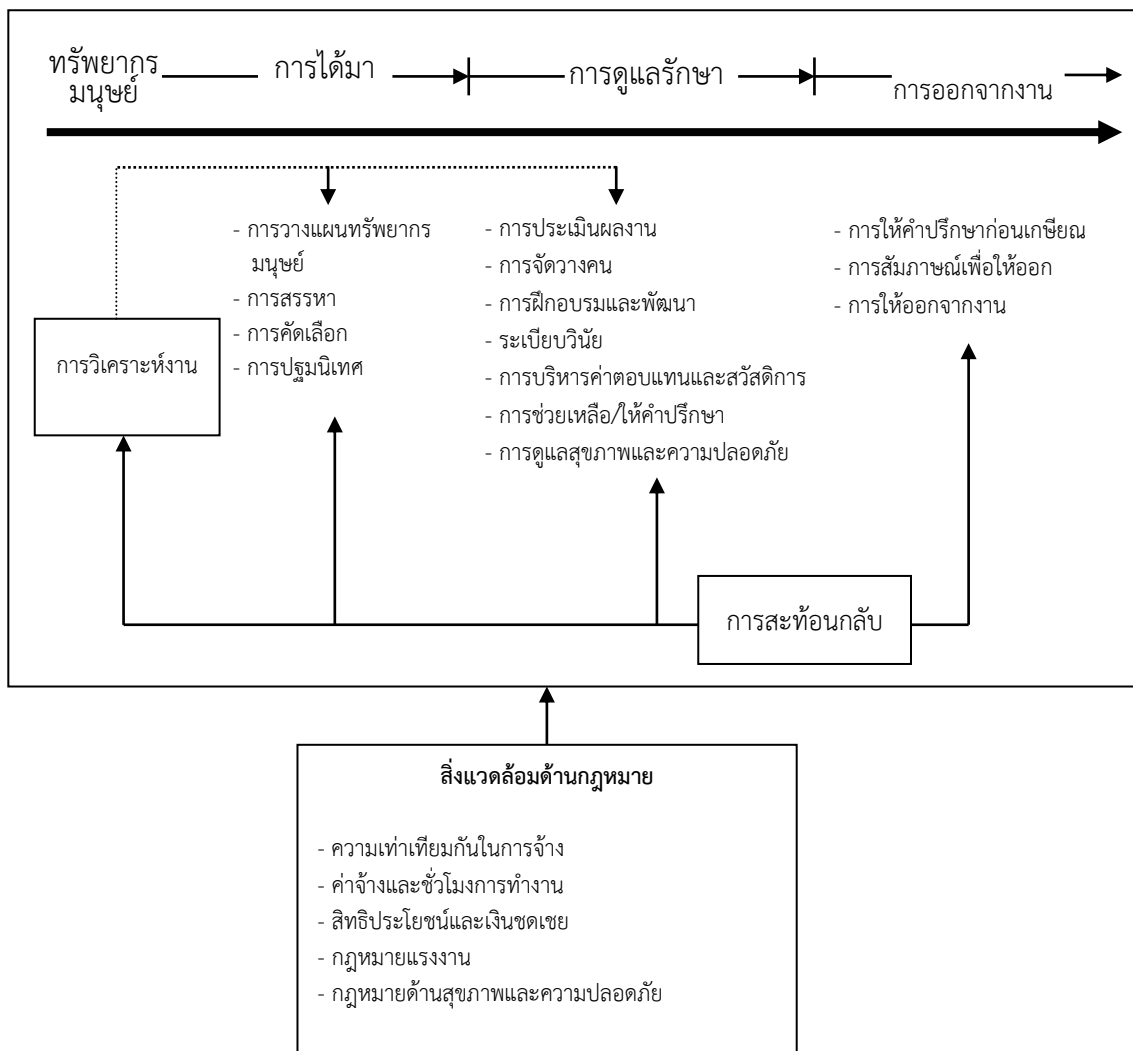 ทรัพยากร
มนุษย์
การได้มา
การดูแลรักษา
การออกจากงาน
- การวางแผนทรัพยากร
มนุษย์
- การสรรหา
- การคัดเลือก
- การปฐมนิเทศ
- การประเมินผลงาน
- การจัดวางคน
- การฝึกอบรมและพัฒนา
- ระเบียบวินัย
- การบริหารค่าตอบแทนและสวัสดิการ
- การช่วยเหลือ/ให้คำปรึกษา
- การดูแลสุขภาพและความปลอดภัย
- การให้คำปรึกษาก่อนเกษียณ
- การสัมภาษณ์เพื่อให้ออก
- การให้ออกจากงาน
การวิเคราะห์งาน
การสะท้อนกลับ
สิ่งแวดล้อมด้านกฎหมาย
- ความเท่าเทียมกันในการจ้าง
- ค่าจ้างและชั่วโมงการทำงาน
- สิทธิประโยชน์และเงินชดเชย
- กฎหมายแรงงาน
- กฎหมายด้านสุขภาพและความปลอดภัย